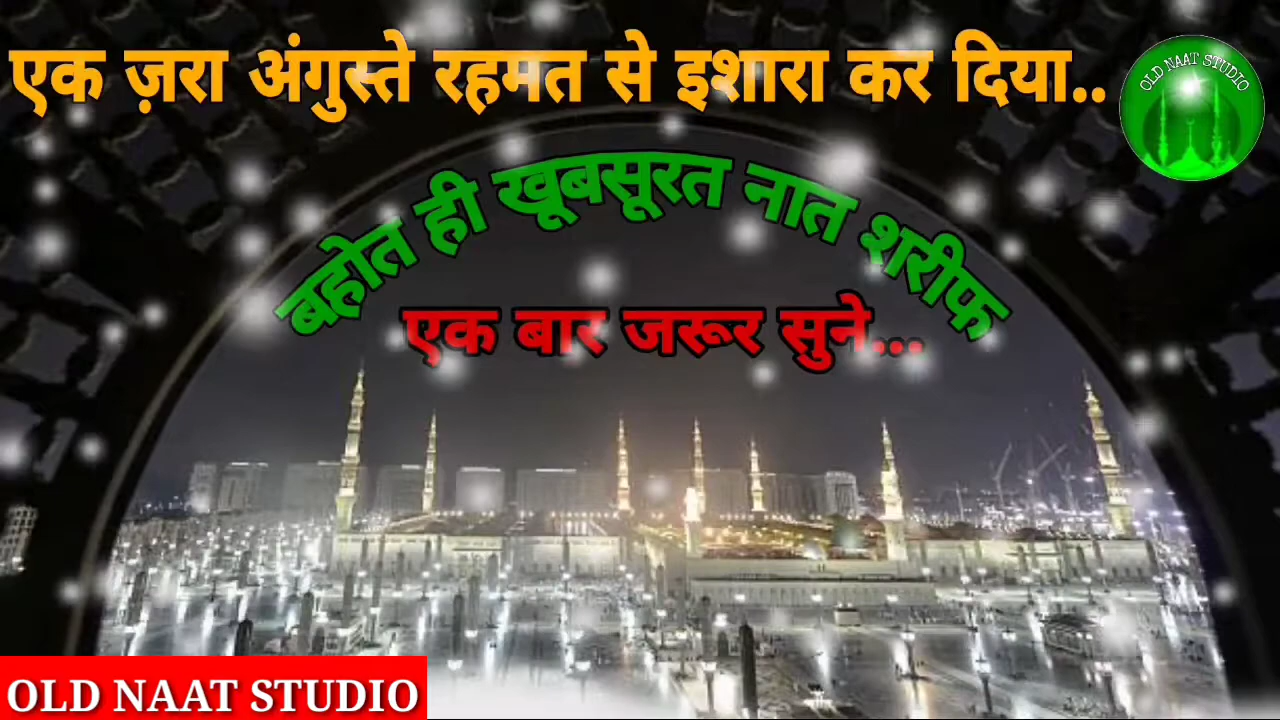 एक ज़रा अंगुस्ते रहमत से इशारा कर दिया..
OLD NAAT STUDIO
बहोत ही खूबसूरत नात शरीफ
एक बार जरूर सुने...
OLD NAAT STUDIO